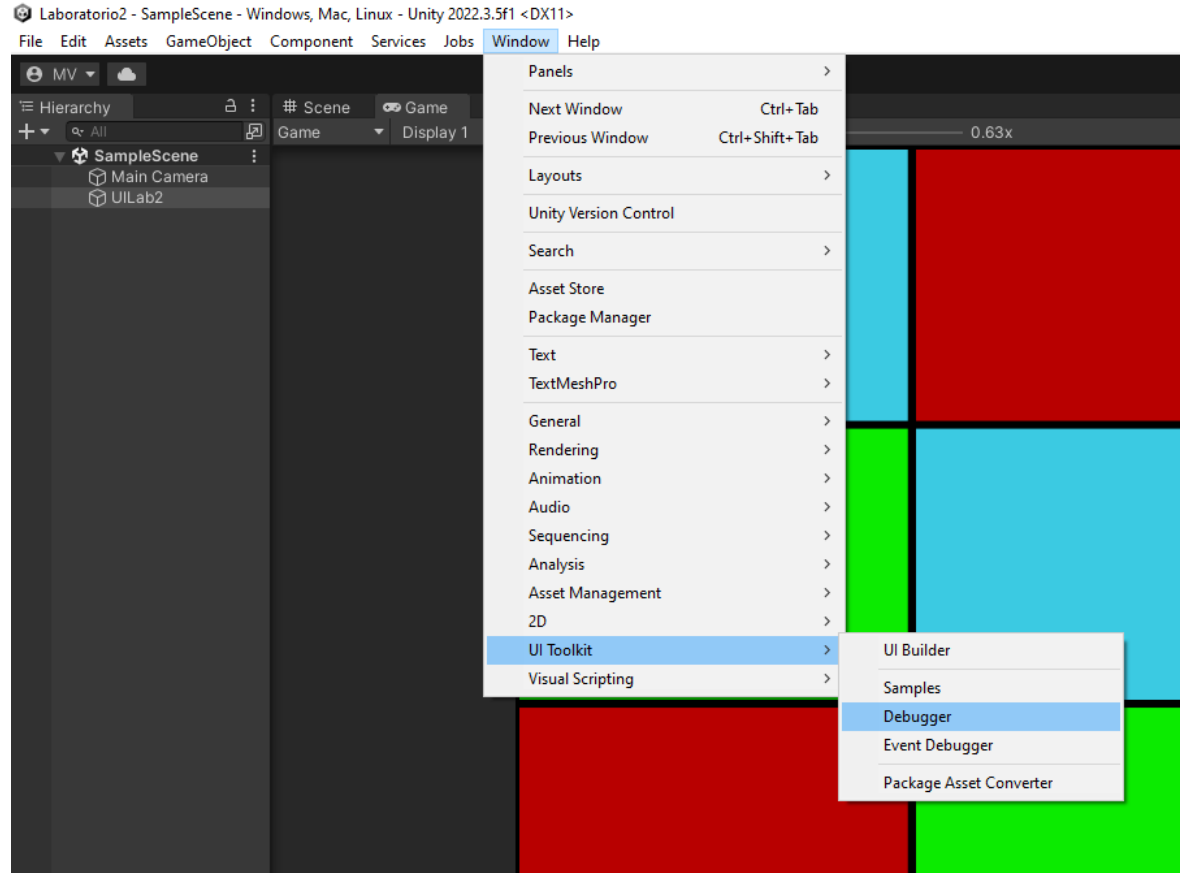 Laboratorio2 - SampleScene - Windows, Mac, Linux - Unity 2022.3.5f1 <DX11>
File Edit Assets GameObject Component Services Jobs Window Help
MV
Hierarchy
Scene
Game
All
Game
Display 1
0.63x
SampleScene
Main Camera
UILab2
Panels
Next Window Ctrl+Tab
Previous Window Ctrl+Shift+Tab
Layouts
Unity Version Control
Search
Asset Store
Package Manager
Text
TextMeshPro
General
Rendering
Animation
Audio
Sequencing
Analysis
Asset Management
2D
UI Toolkit
Visual Scripting
UI Builder
Samples
Debugger
Event Debugger
Package Asset Converter